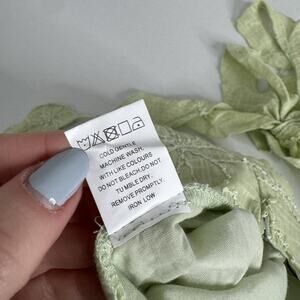 COLD GENTLE
MACHINE WASH.
WITH LIKE COLOURS
DO NOT BLEACH.DO NOT
TUMBLE DRY.
REMOVE PROMPTLY.
IRON LOW